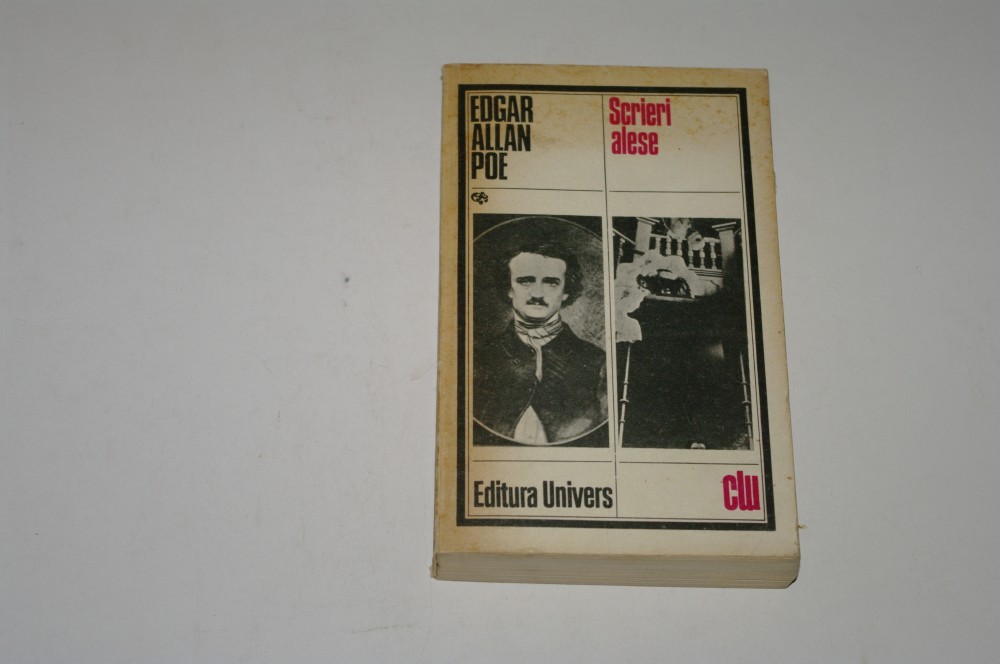 EDGAR
ALLAN
POE
Scrieri
alese
Editura Univers
clu